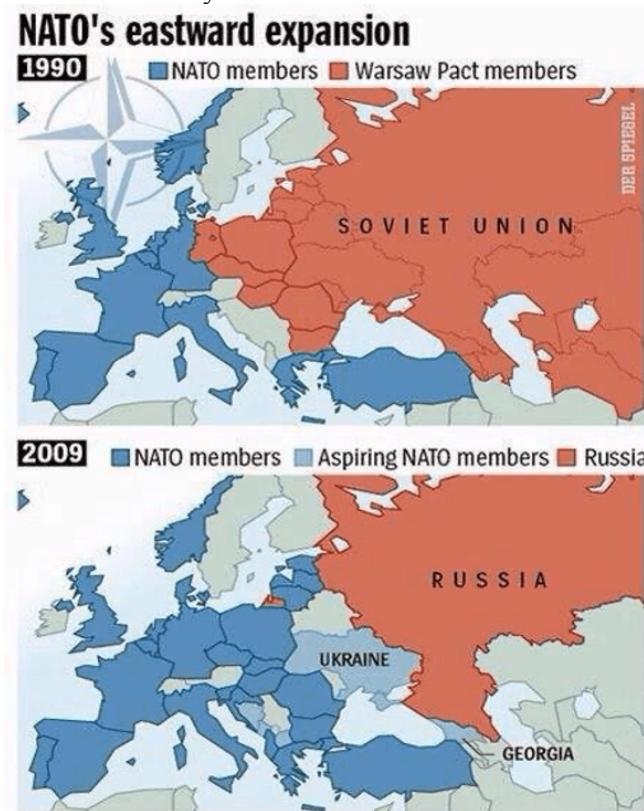 NATO's eastward expansion
1990 NATO members Warsaw Pact members
DER SPIEGEL
SOVIET UNION
2009 NATO members Aspiring NATO members Russia
RUSSIA
UKRAINE
GEORGIA